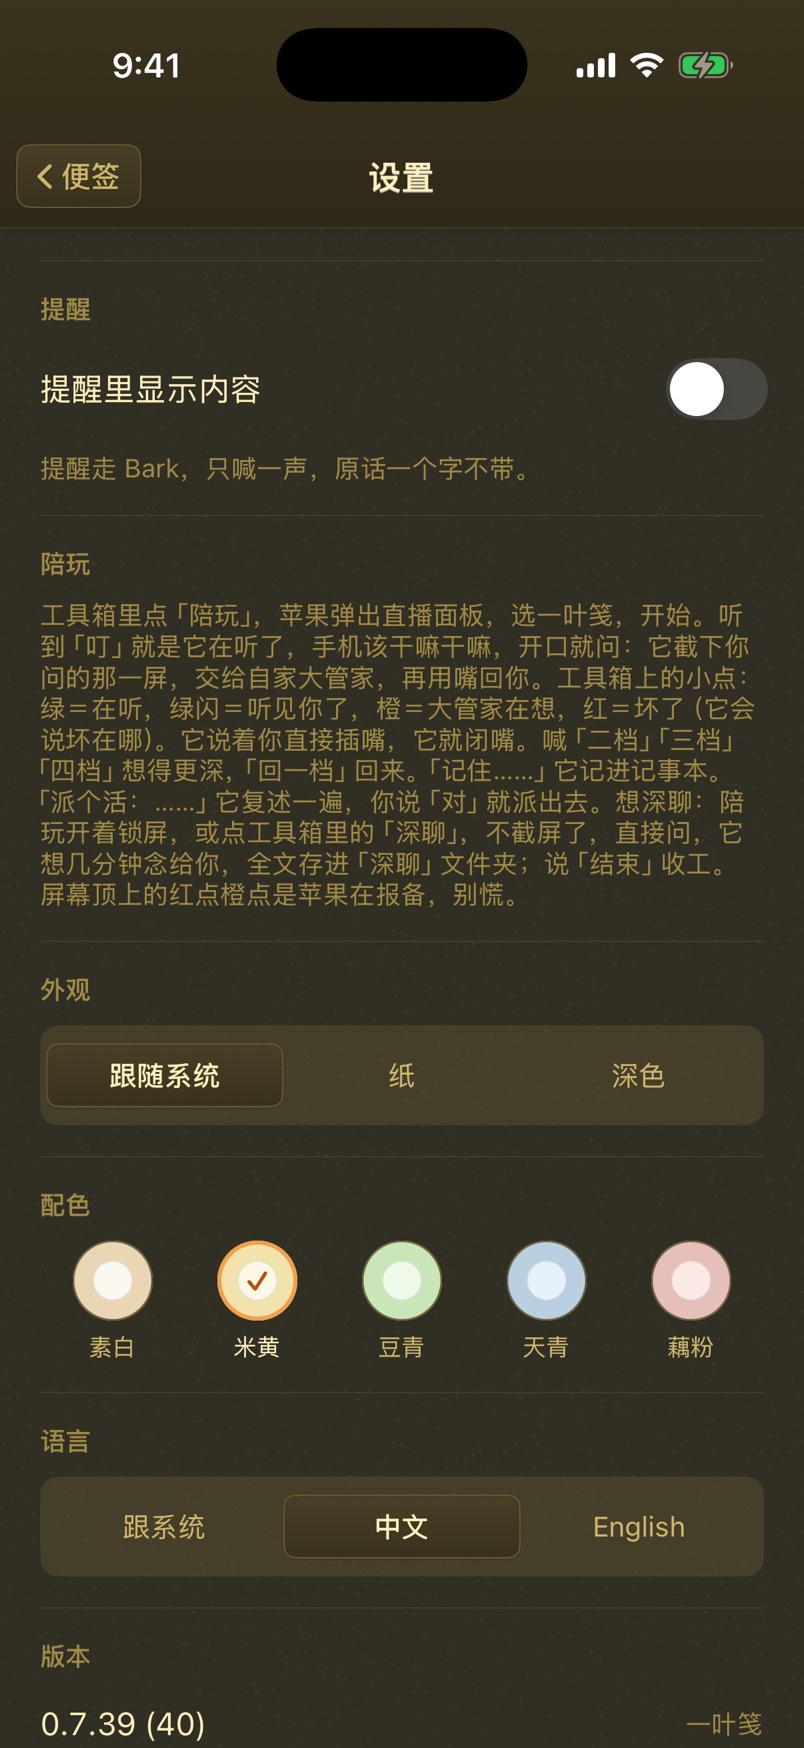 9:41
便签
设置
提醒
提醒里显示内容
提醒走 Bark，只喊一声，原话一个字不带。
陪玩
工具箱里点「陪玩」，苹果弹出直播面板，选一叶笺，开始。听
到「叮」就是它在听了，手机该干嘛干嘛，开口就问：它截下你
问的那一屏，交给自家大管家，再用嘴回你。工具箱上的小点：
绿＝在听，绿闪＝听见你了，橙＝大管家在想，红＝坏了（它会
说坏在哪）。它说着你直接插嘴，它就闭嘴。喊「二档」「三档」
「四档」想得更深，「回一档」回来。「记住……」它记进记事本。
「派个活：……」它复述一遍，你说「对」就派出去。想深聊：陪
玩开着锁屏，或点工具箱里的「深聊」，不截屏了，直接问，它
想几分钟念给你，全文存进「深聊」文件夹；说「结束」收工。
屏幕顶上的红点橙点是苹果在报备，别慌。
外观
跟随系统
纸
深色
配色
素白
米黄
豆青
天青
藕粉
语言
跟系统
中文
English
版本
0.7.39 (40)
一叶笺